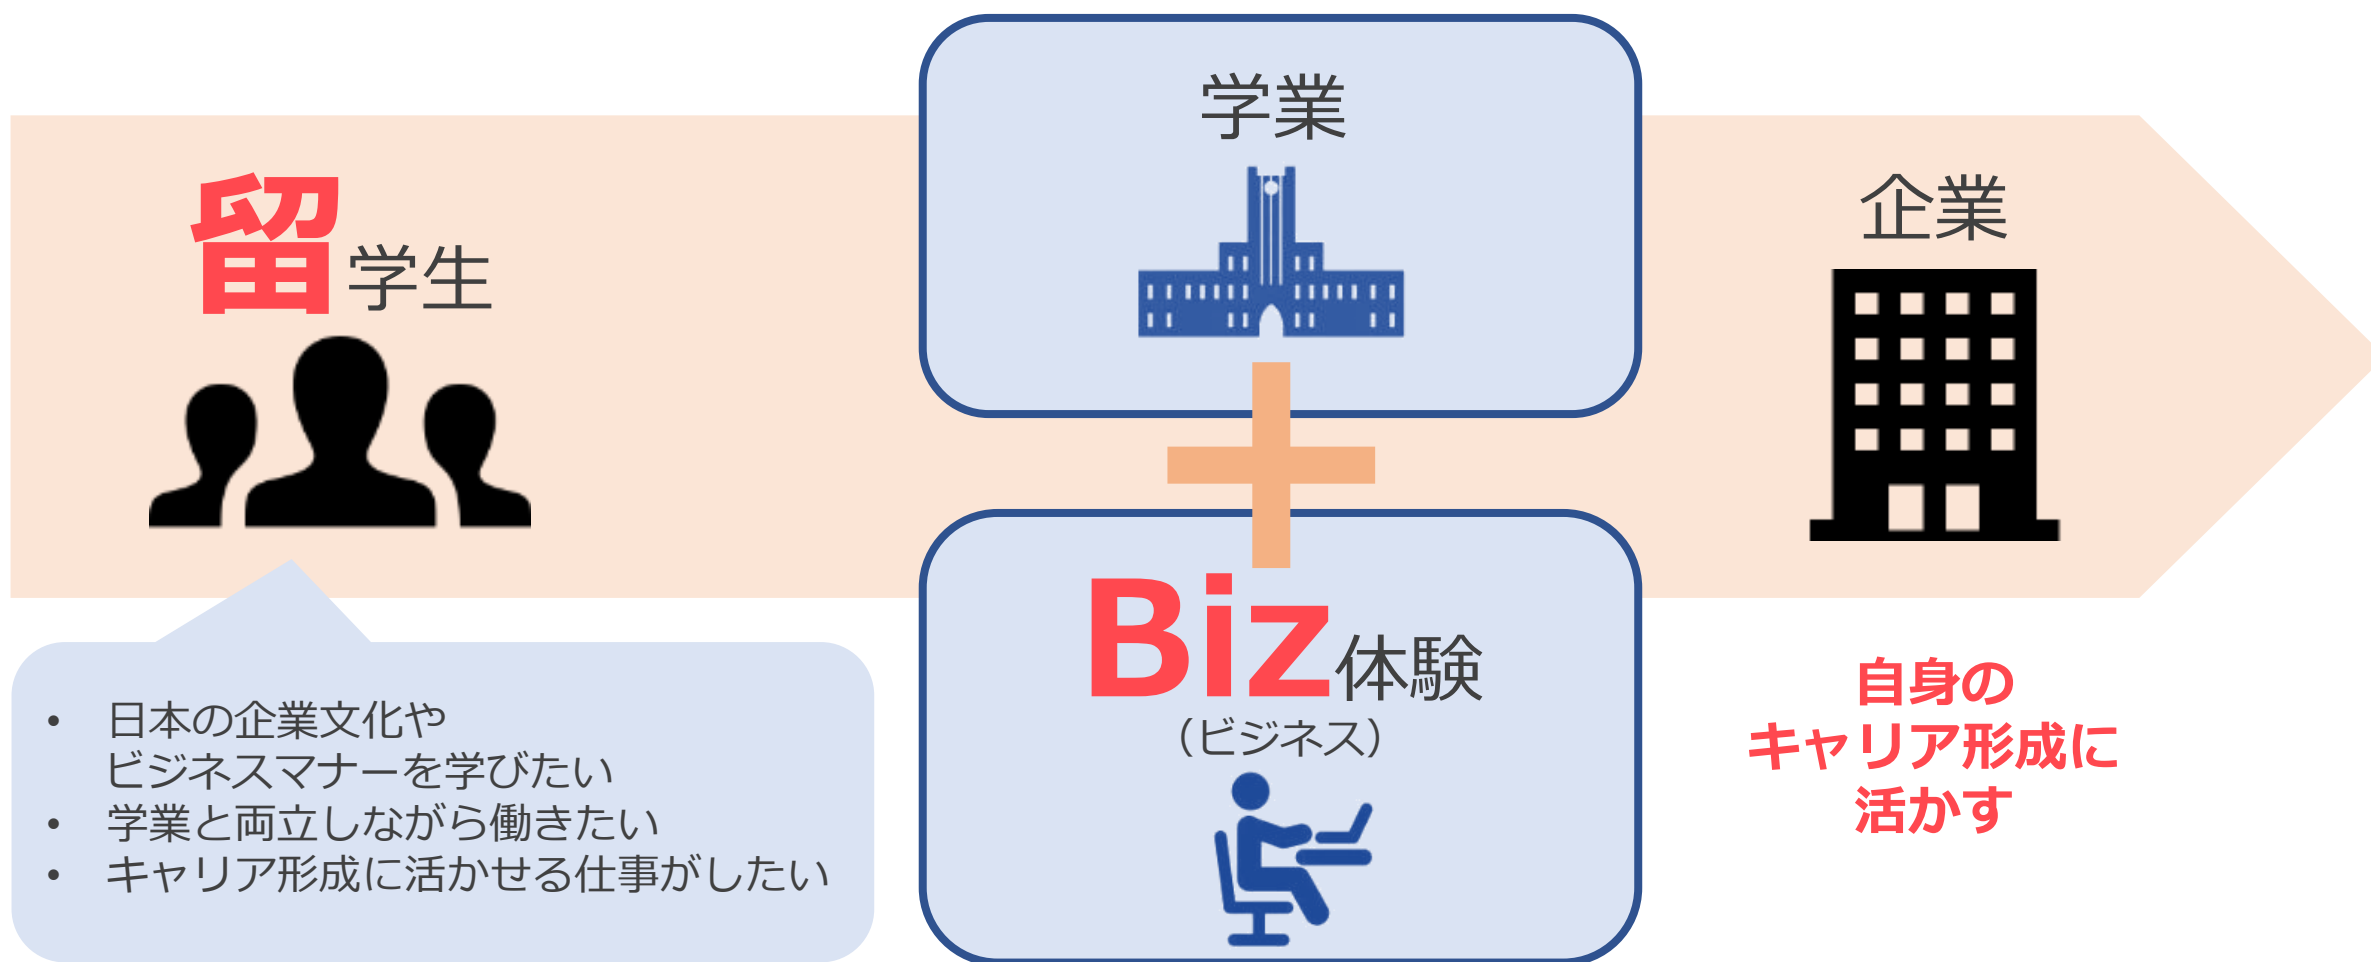 留学生
• 日本の企業文化や
ビジネスマナーを学びたい
• 学業と両立しながら働きたい
• キャリア形成に活かせる仕事がしたい
学業
Biz体験
（ビジネス）
企業
自身の
キャリア形成に
活かす